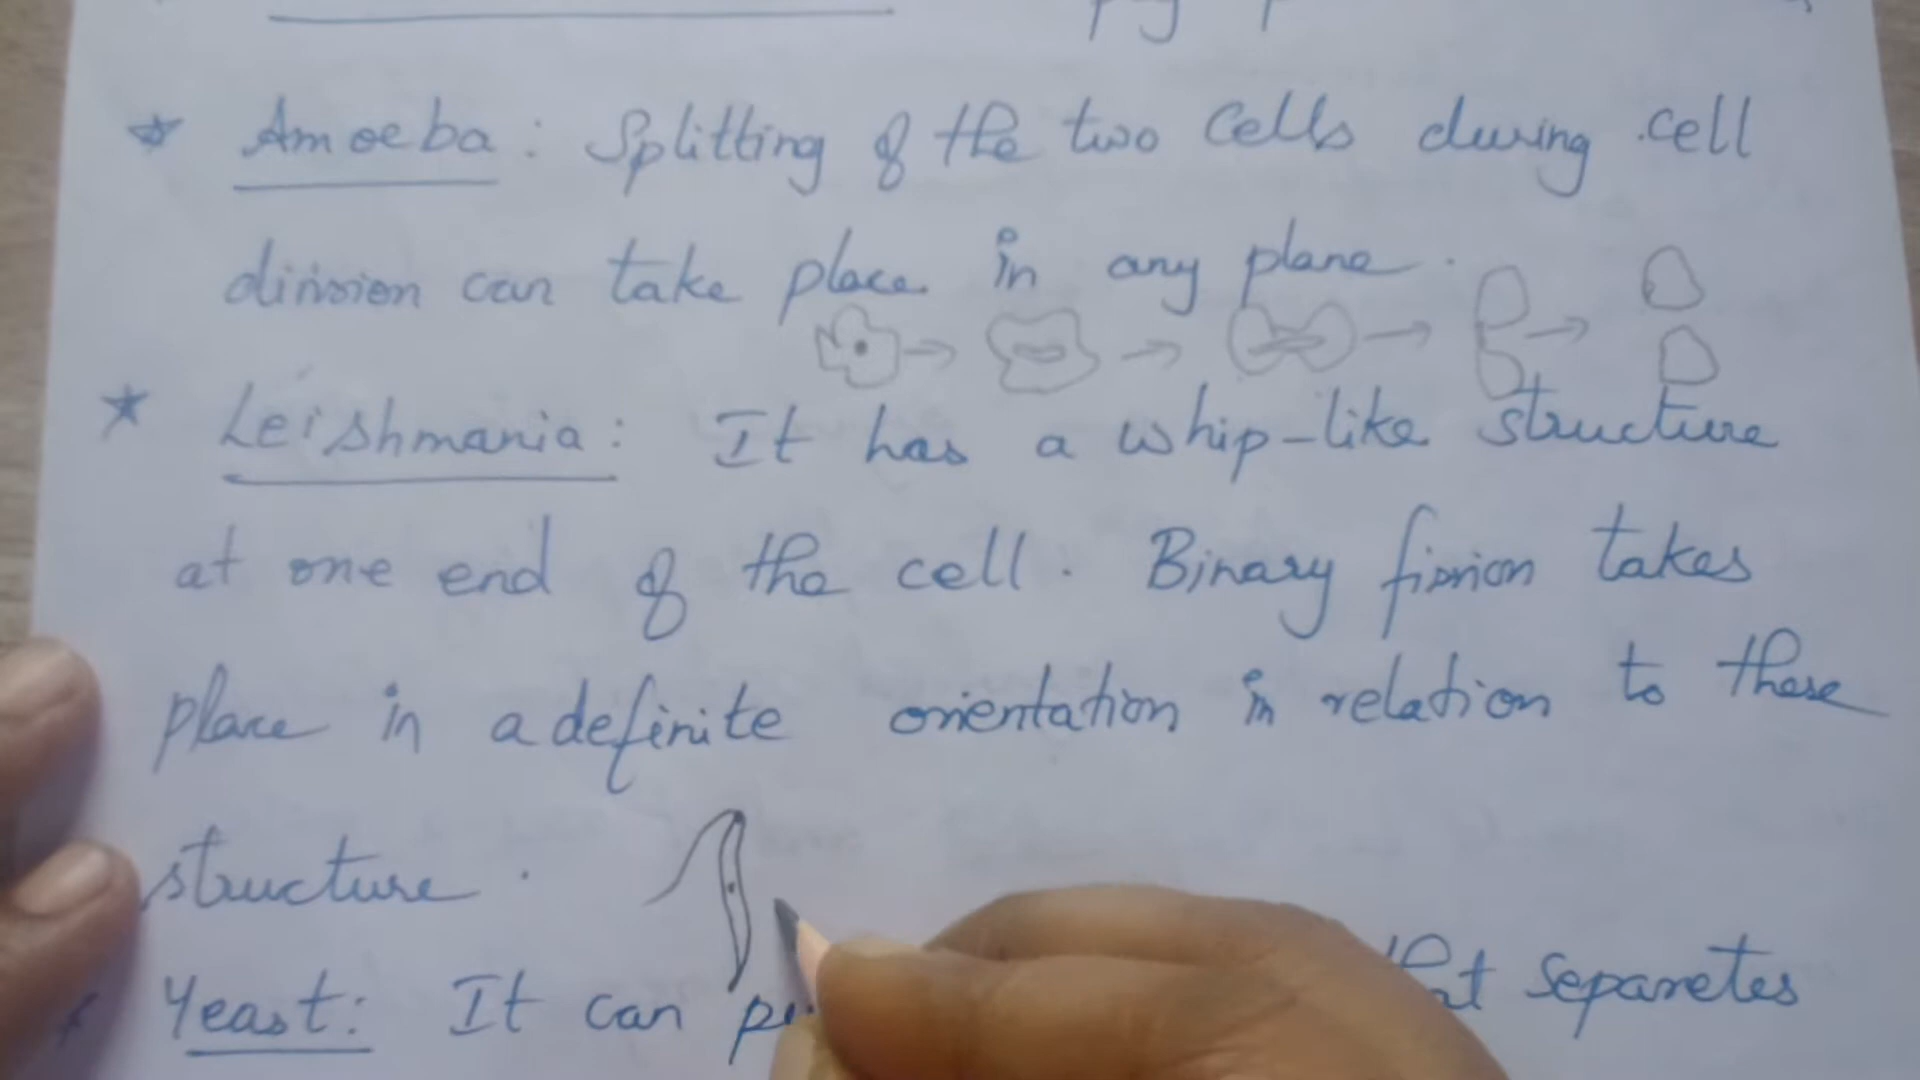 Amoeba: Splitting of the two Cells during cell
division can take place in any plane.
Leishmania: It has a whip-like structure
at one end of the cell. Binary fission takes
place in a definite orientation in relation to these
structure.
Yeast: It can that separetes